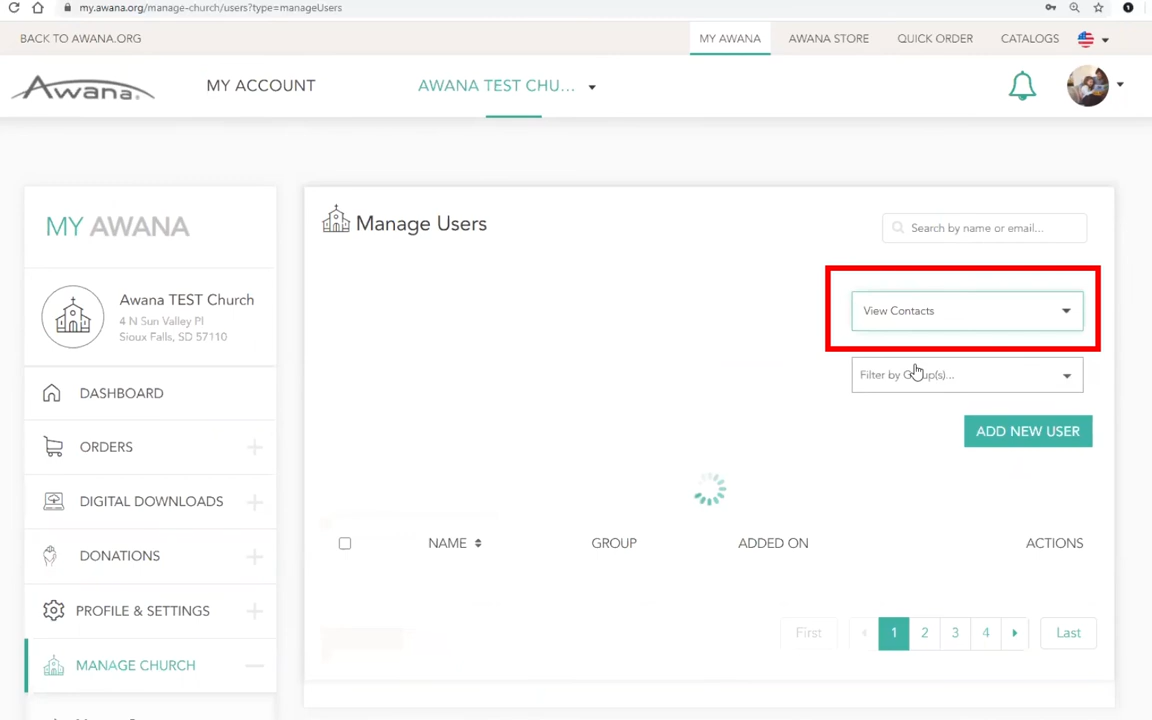 my.awana.org/manage-church/users?type=manageUsers
BACK TO AWANA.ORG
MY AWANA
AWANA STORE
QUICK ORDER
CATALOGS
Awana
MY ACCOUNT
AWANA TEST CHU...
MY AWANA
Manage Users
Search by name or email...
Awana TEST Church
4 N Sun Valley Pl
Sioux Falls, SD 57110
View Contacts
Filter by Group(s)...
ADD NEW USER
DASHBOARD
ORDERS
DIGITAL DOWNLOADS
DONATIONS
PROFILE & SETTINGS
MANAGE CHURCH
NAME
GROUP
ADDED ON
ACTIONS
First
1
2
3
4
Last